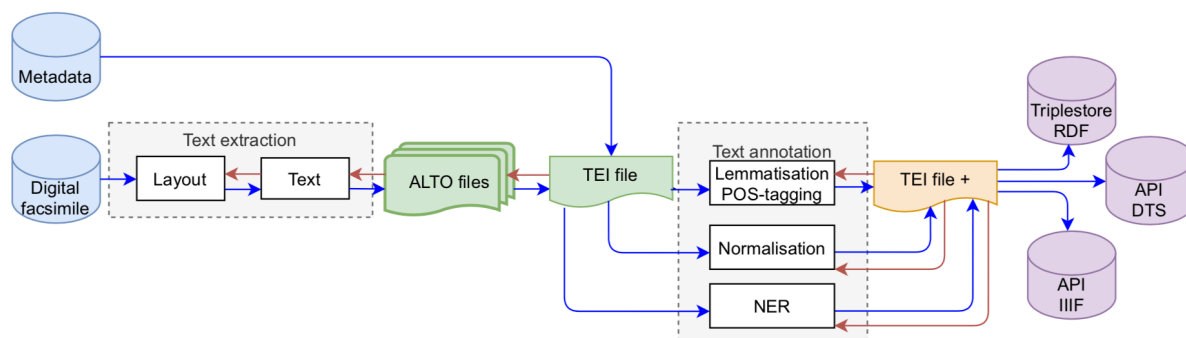 Metadata
Digital
facsimile
Text extraction
Layout
Text
ALTO files
TEI file
Text annotation
Lemmatisation
POS-tagging
Normalisation
NER
TEI file +
Triplestore
RDF
API
DTS
API
IIIF